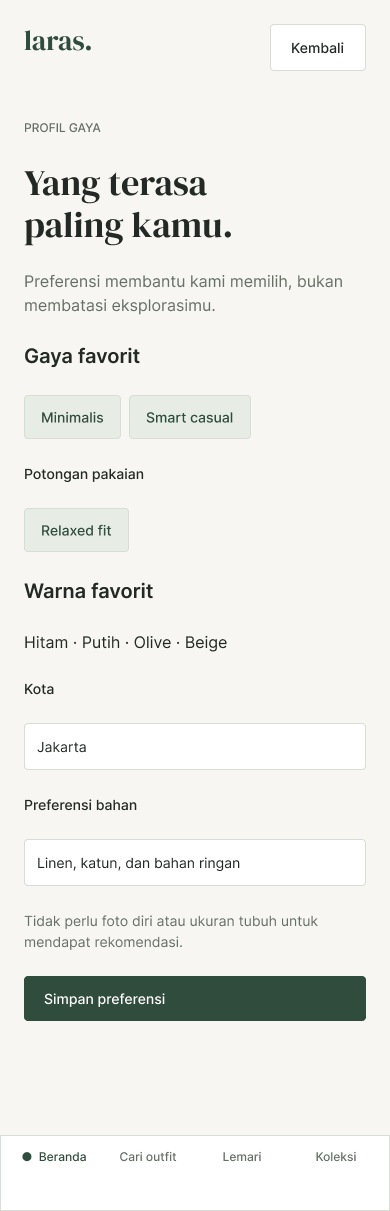 laras.
Kembali
PROFIL GAYA
Yang terasa
paling kamu.
Preferensi membantu kami memilih, bukan
membatasi eksplorasimu.
Gaya favorit
Minimalis
Smart casual
Potongan pakaian
Relaxed fit
Warna favorit
Hitam · Putih · Olive · Beige
Kota
Jakarta
Preferensi bahan
Linen, katun, dan bahan ringan
Tidak perlu foto diri atau ukuran tubuh untuk
mendapat rekomendasi.
Simpan preferensi
Beranda
Cari outfit
Lemari
Koleksi